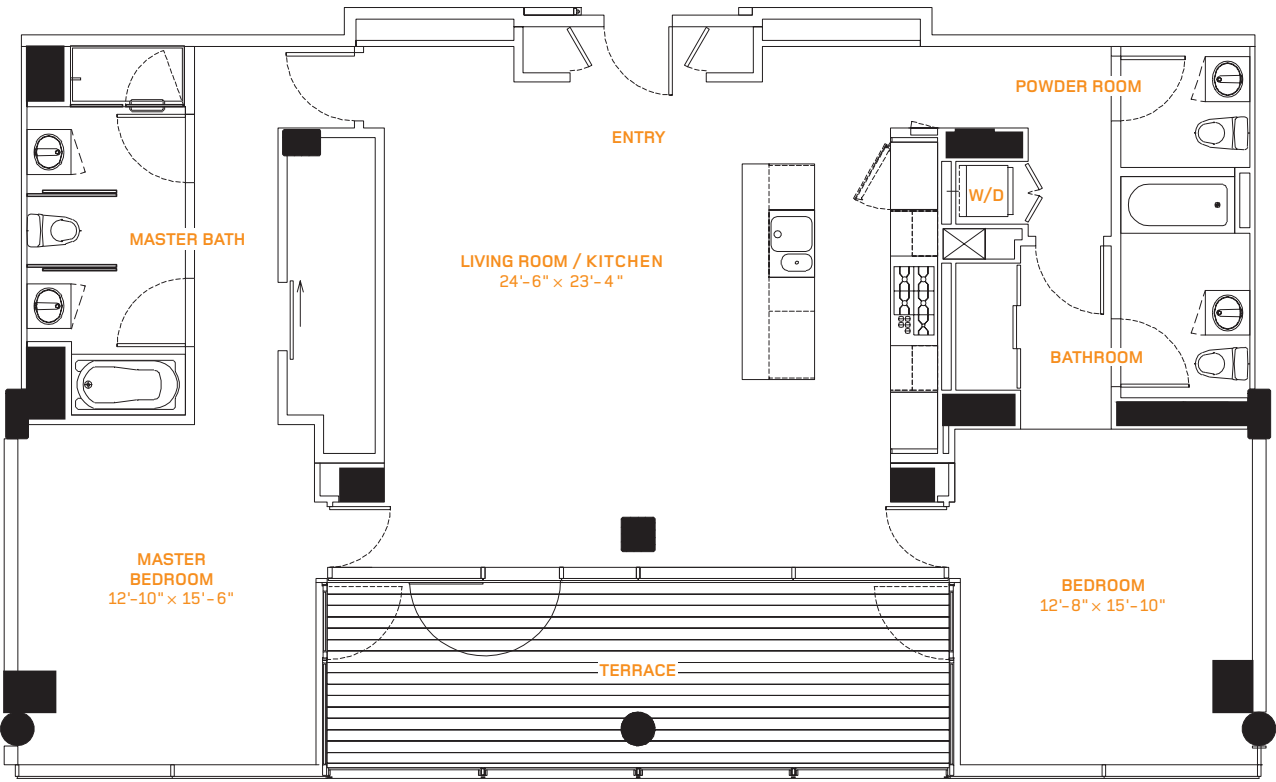 POWDER ROOM
ENTRY
W/D
MASTER BATH
LIVING ROOM / KITCHEN
24'-6" × 23'-4"
BATHROOM
MASTER
BEDROOM
12'-10" × 15'-6"
BEDROOM
12'-8" × 15'-10"
TERRACE